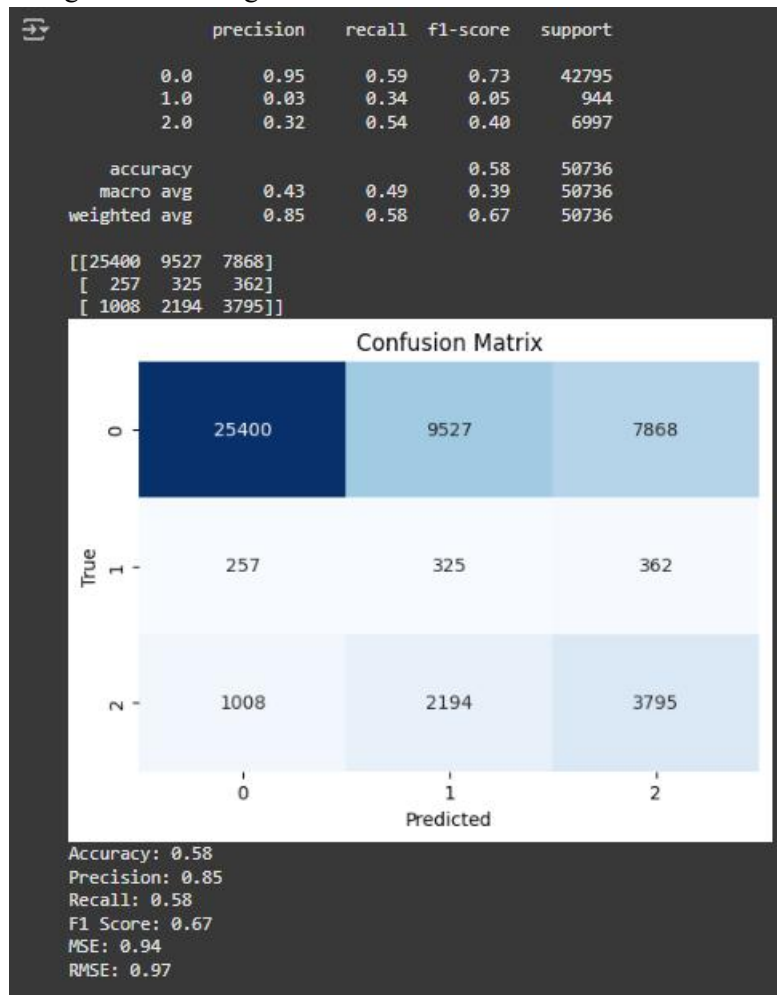 precision recall f1-score support
0.0 0.95 0.59 0.73 42795
1.0 0.03 0.34 0.05 944
2.0 0.32 0.54 0.40 6997
accuracy 0.58 50736
macro avg 0.43 0.49 0.39 50736
weighted avg 0.85 0.58 0.67 50736
[[25400 9527 7868]
[ 257 325 362]
[ 1008 2194 3795]]
Confusion Matrix
0 25400 9527 7868
True
1 257 325 362
2 1008 2194 3795
0 1 2
Predicted
Accuracy: 0.58
Precision: 0.85
Recall: 0.58
F1 Score: 0.67
MSE: 0.94
RMSE: 0.97